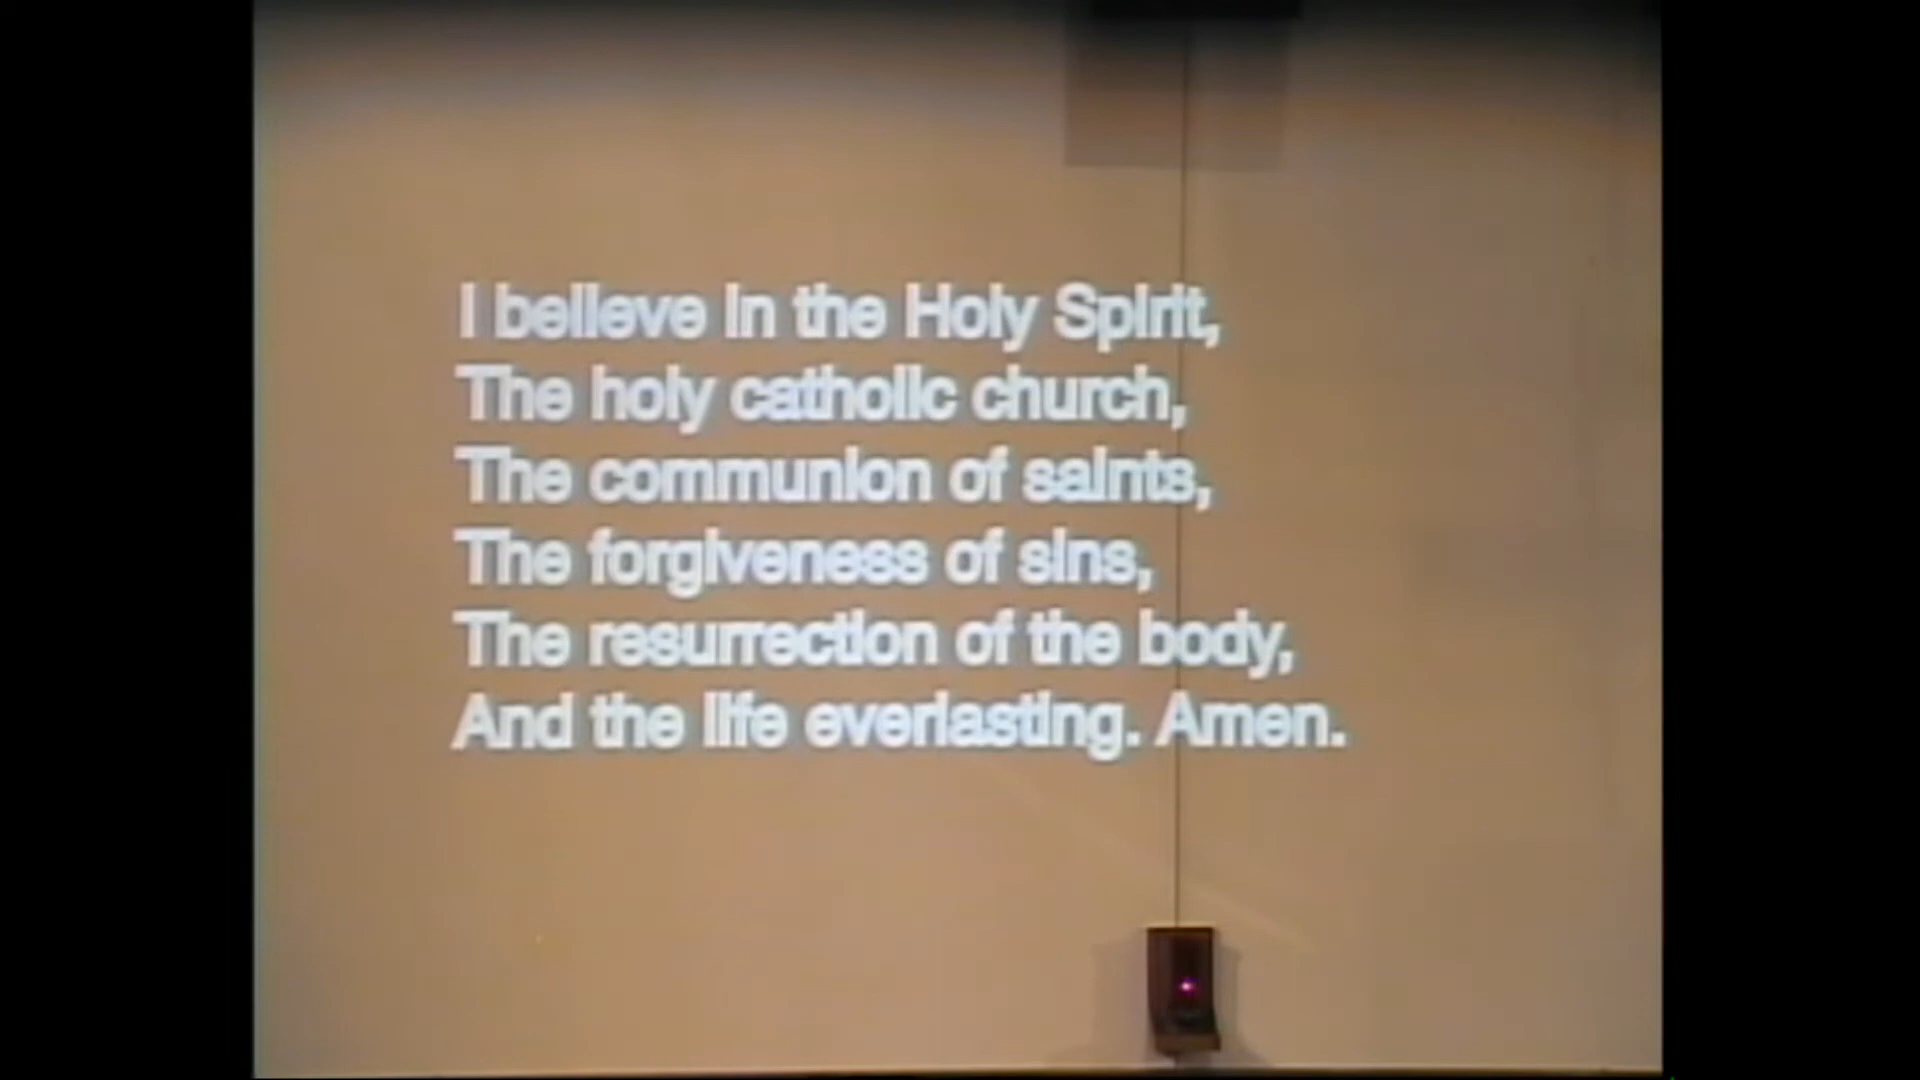 I believe in the Holy Spirit,
The holy catholic church,
The communion of saints,
The forgiveness of sins,
The resurrection of the body,
And the life everlasting. Amen.